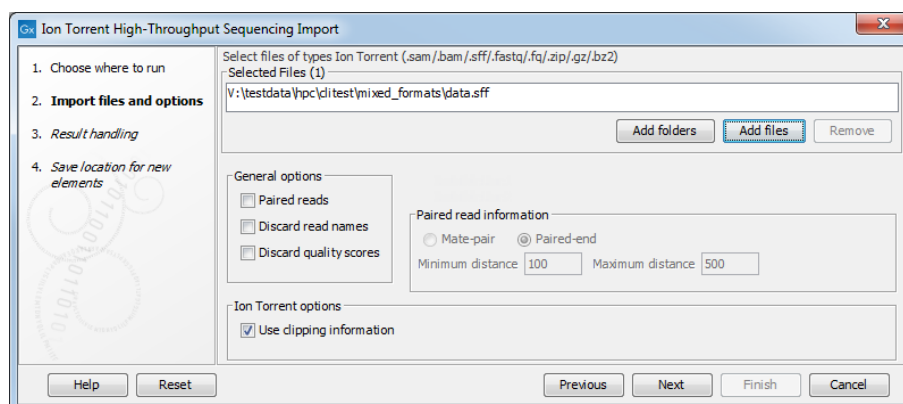 Gx Ion Torrent High-Throughput Sequencing Import X
1. Choose where to run
2. Import files and options
3. Result handling
4. Save location for new
elements
Select files of types Ion Torrent (.sam/.bam/.sff/.fastq/.fq/.zip/.gz/.bz2)
Selected Files (1)
V:\testdata\hpc\clitest\mixed_formats\data.sff
Add folders Add files Remove
General options
Paired reads
Discard read names
Discard quality scores
Paired read information
Mate-pair Paired-end
Minimum distance 100 Maximum distance 500
Ion Torrent options
Use clipping information
Help Reset Previous Next Finish Cancel